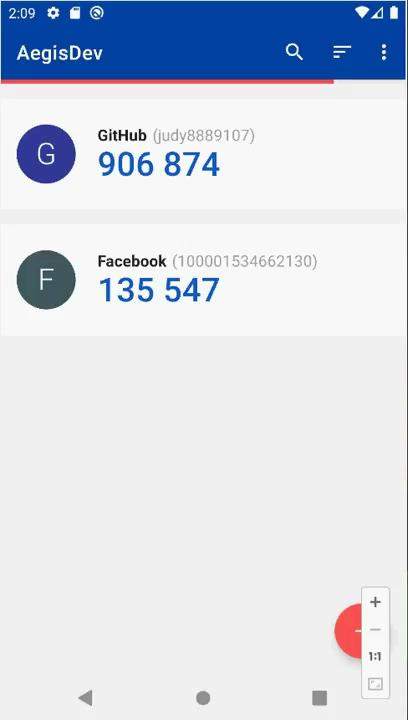 2:09
AegisDev
G
GitHub (judy8889107)
906 874
F
Facebook (100001534662130)
135 547
1:1